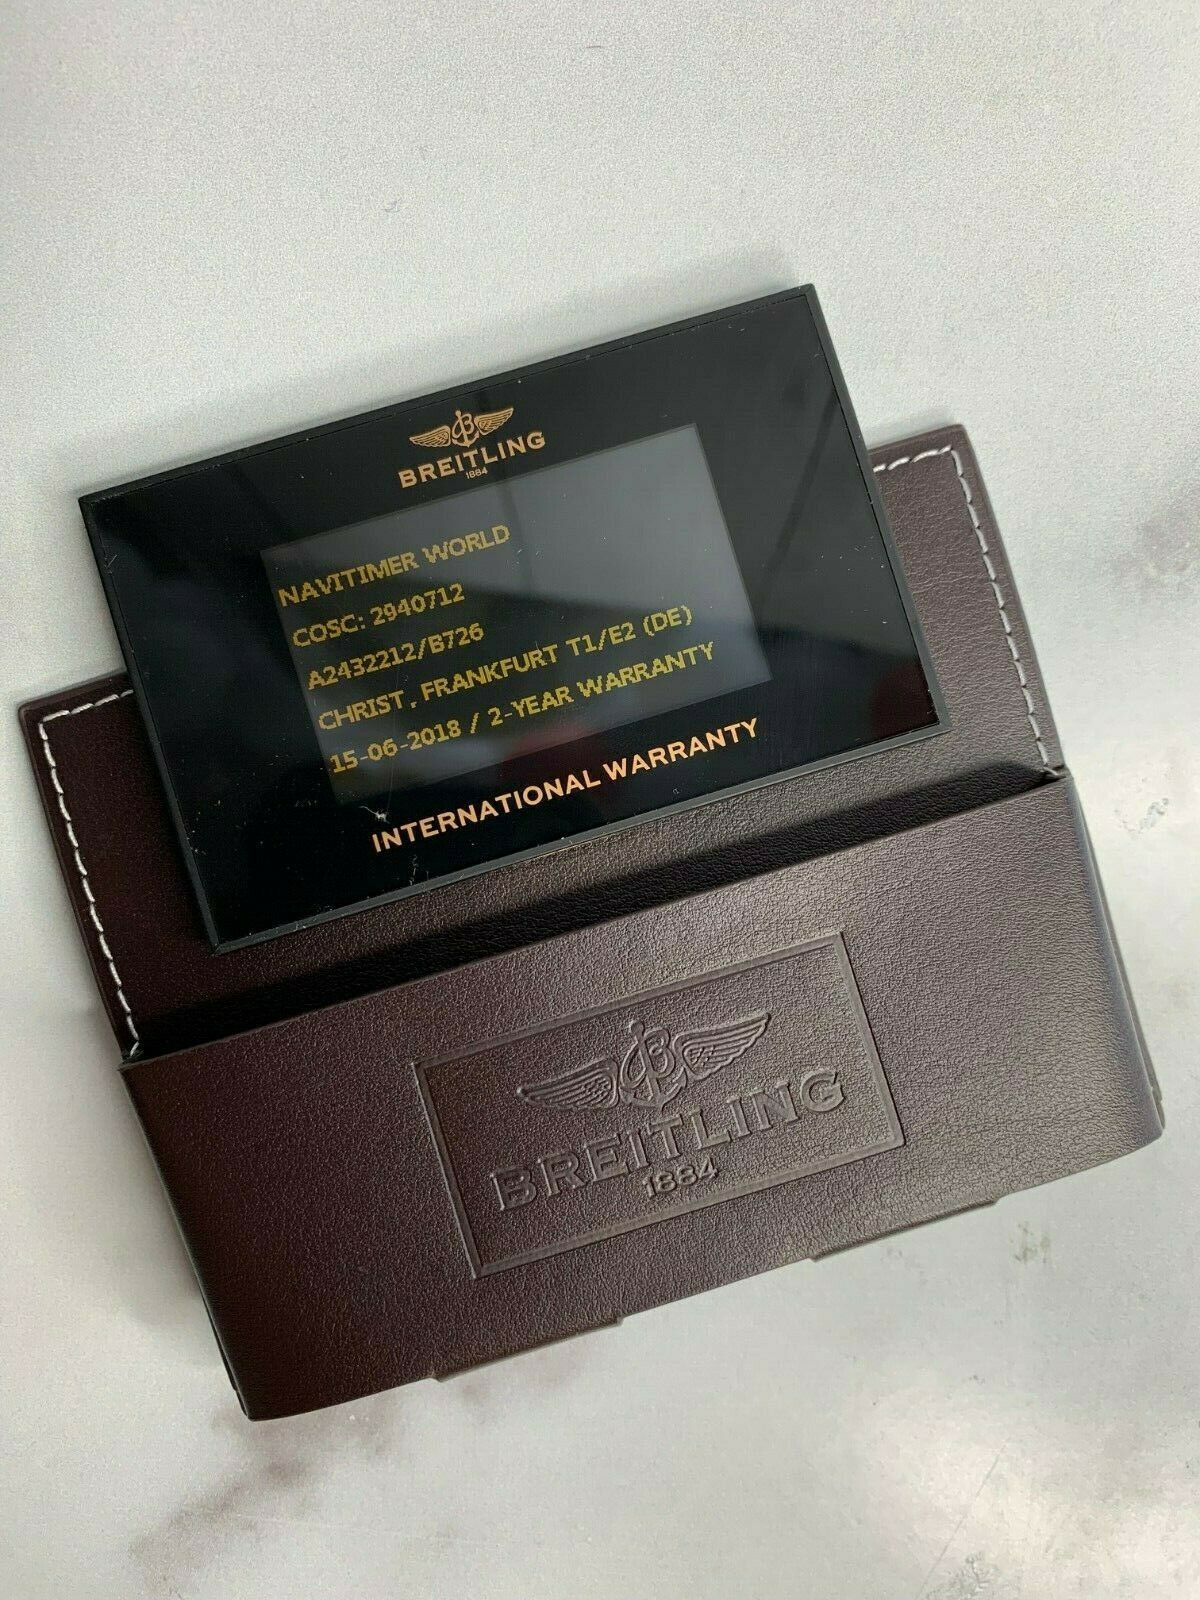 BREITLING
1884
NAVITIMER WORLD
COSC: 2940712
A2432212/B726
CHRIST, FRANKFURT T1/E2 (DE)
15-06-2018 / 2-YEAR WARRANTY
INTERNATIONAL WARRANTY
BREITLING
1884